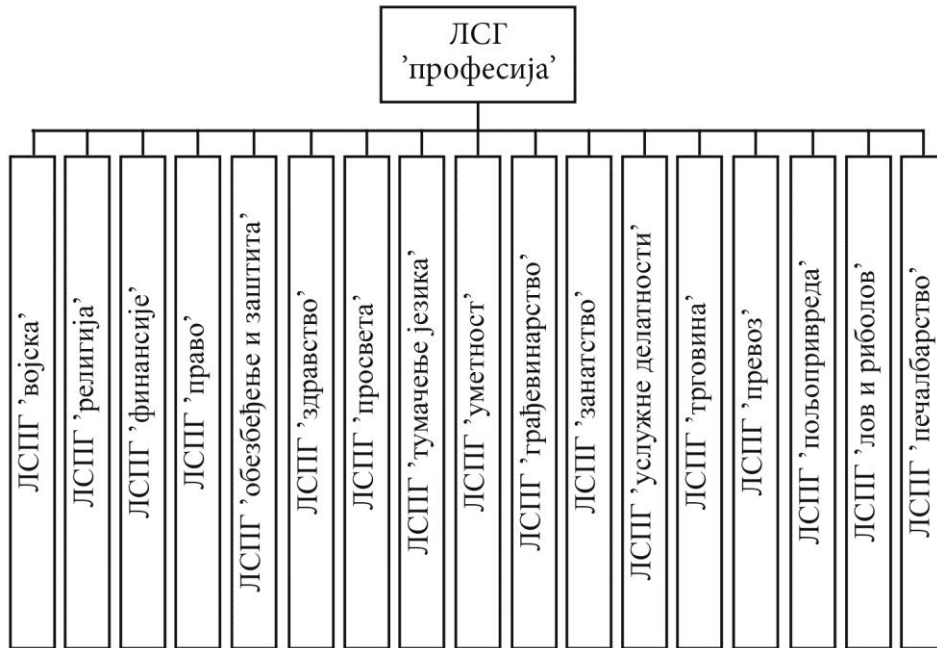 ЛСГ
’професија’
ЛСПГ ’војска’
ЛСПГ ’религија’
ЛСПГ ’финансије’
ЛСПГ ’право’
ЛСПГ ’обезбеђење и заштита’
ЛСПГ ’здравство’
ЛСПГ ’просвета’
ЛСПГ ’тумачење језика’
ЛСПГ ’уметност’
ЛСПГ ’грађевинарство’
ЛСПГ ’занатство’
ЛСПГ ’услужне делатности’
ЛСПГ ’трговина’
ЛСПГ ’превоз’
ЛСПГ ’пољопривреда’
ЛСПГ ’лов и риболов’
ЛСПГ ’печалбарство’